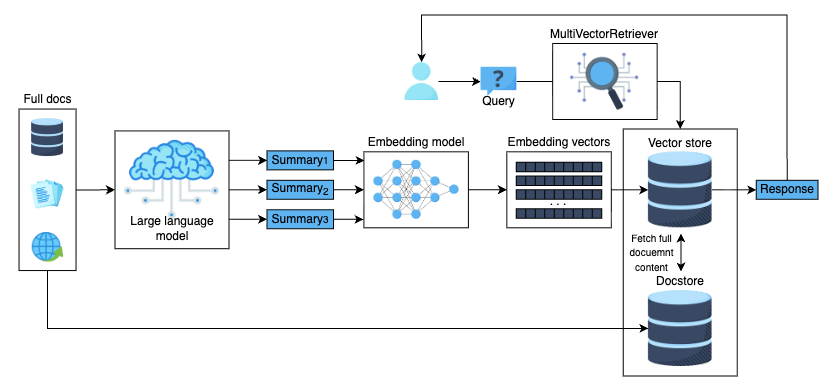 MultiVectorRetriever
?
Query
Full docs
Large language
model
Summary1
Summary2
Summary3
Embedding model
Embedding vectors
...
Vector store
Fetch full
docuemnt
content
Docstore
Response